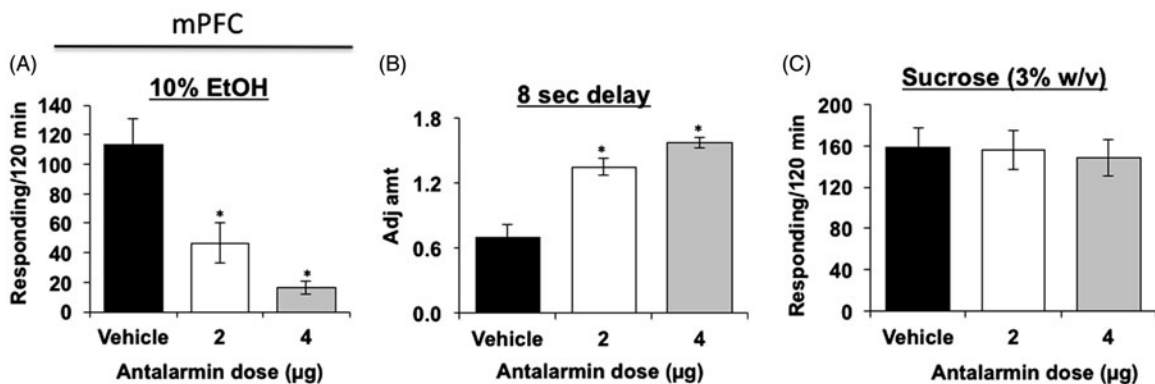 mPFC
(A)
10% EtOH
Responding/120 min
140
120
100
80
60
40
20
0
*
*
Vehicle 2 4
Antalarmin dose (µg)
(B)
8 sec delay
Adj amt
1.8
1.2
0.6
0.0
*
*
Vehicle 2 4
Antalarmin dose (µg)
(C)
Sucrose (3% w/v)
Responding/120 min
200
160
120
80
40
0
Vehicle 2 4
Antalarmin dose (µg)